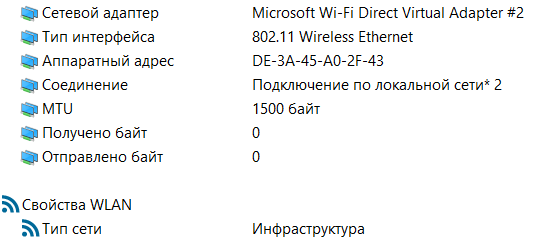 Сетевой адаптер Microsoft Wi-Fi Direct Virtual Adapter #2
Тип интерфейса 802.11 Wireless Ethernet
Аппаратный адрес DE-3A-45-A0-2F-43
Соединение Подключение по локальной сети* 2
MTU 1500 байт
Получено байт 0
Отправлено байт 0
Свойства WLAN
Тип сети Инфраструктура